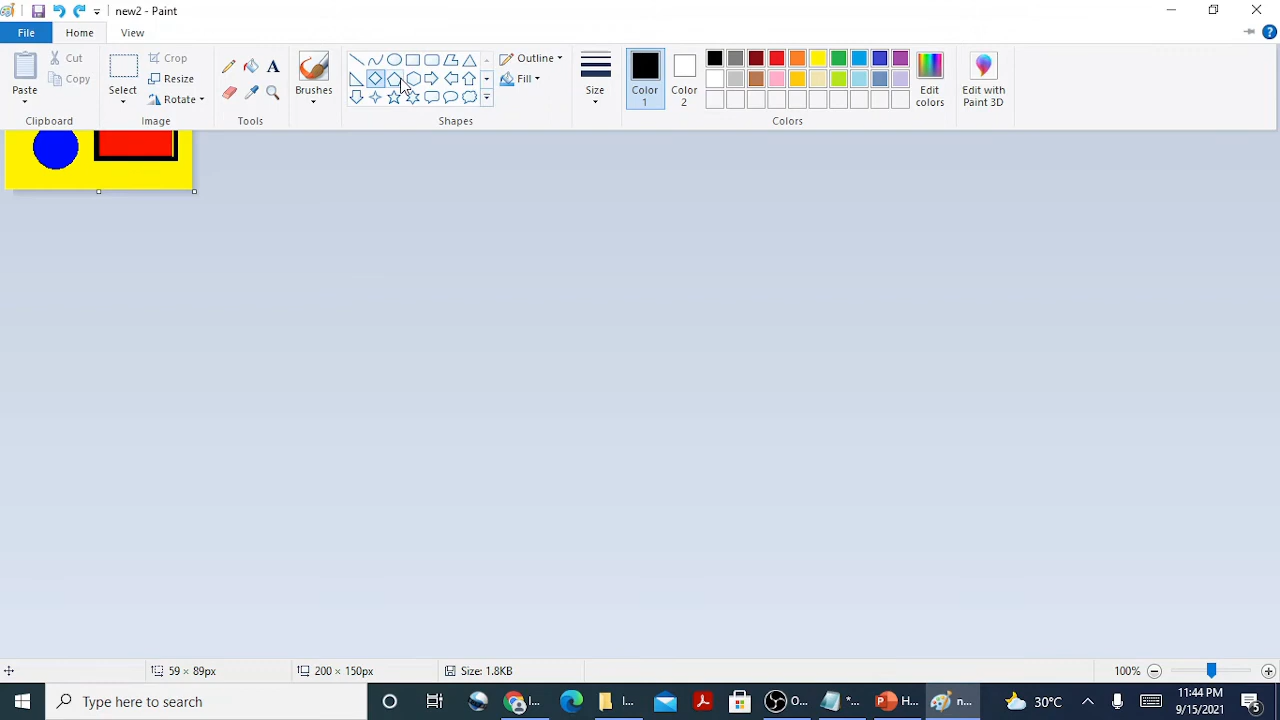 new2 - Paint
File Home View
Paste Cut Copy
Clipboard
Select Crop Resize Rotate
Image
A
Tools
Brushes
Shapes
Outline
Fill
Size
Color 1
Color 2
Edit colors
Colors
Edit with Paint 3D
59 × 89px
200 × 150px
Size: 1.8KB
100%
Type here to search
I...
I...
O...
*...
H...
n...
30°C
11:44 PM
9/15/2021
5